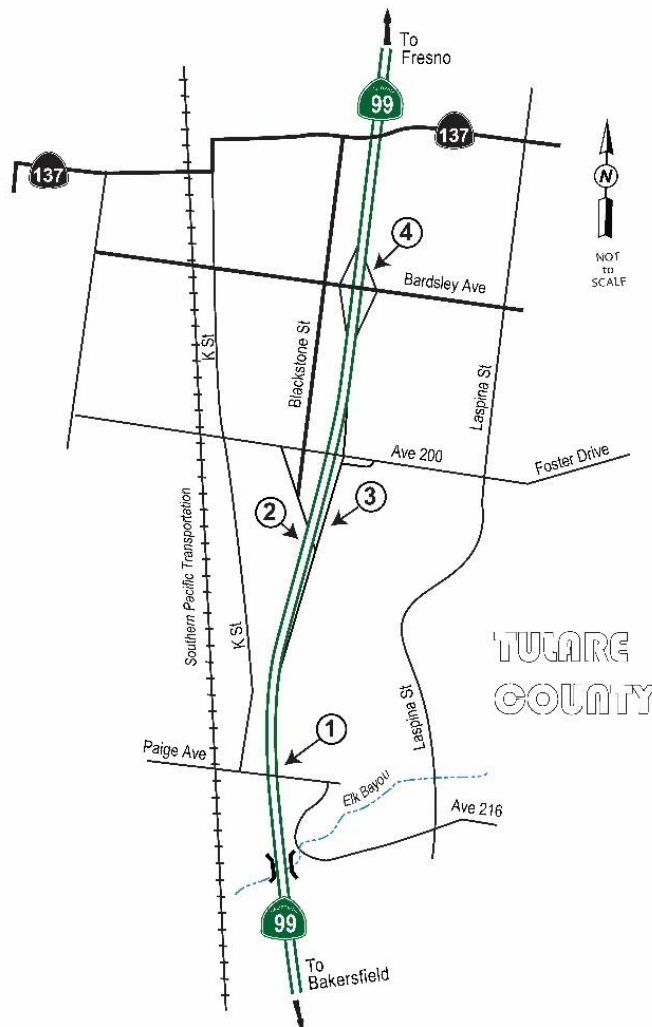 To
Fresno
99
137
137
N
NOT
to
SCALE
4
Bardsley Ave
K St
Blackstone St
Laspina St
Ave 200
Foster Drive
3
2
Southern Pacific Transportation
K St
TULARE
COUNTY
Laspina St
1
Paige Ave
Elk Bayou
Ave 216
99
To
Bakersfield